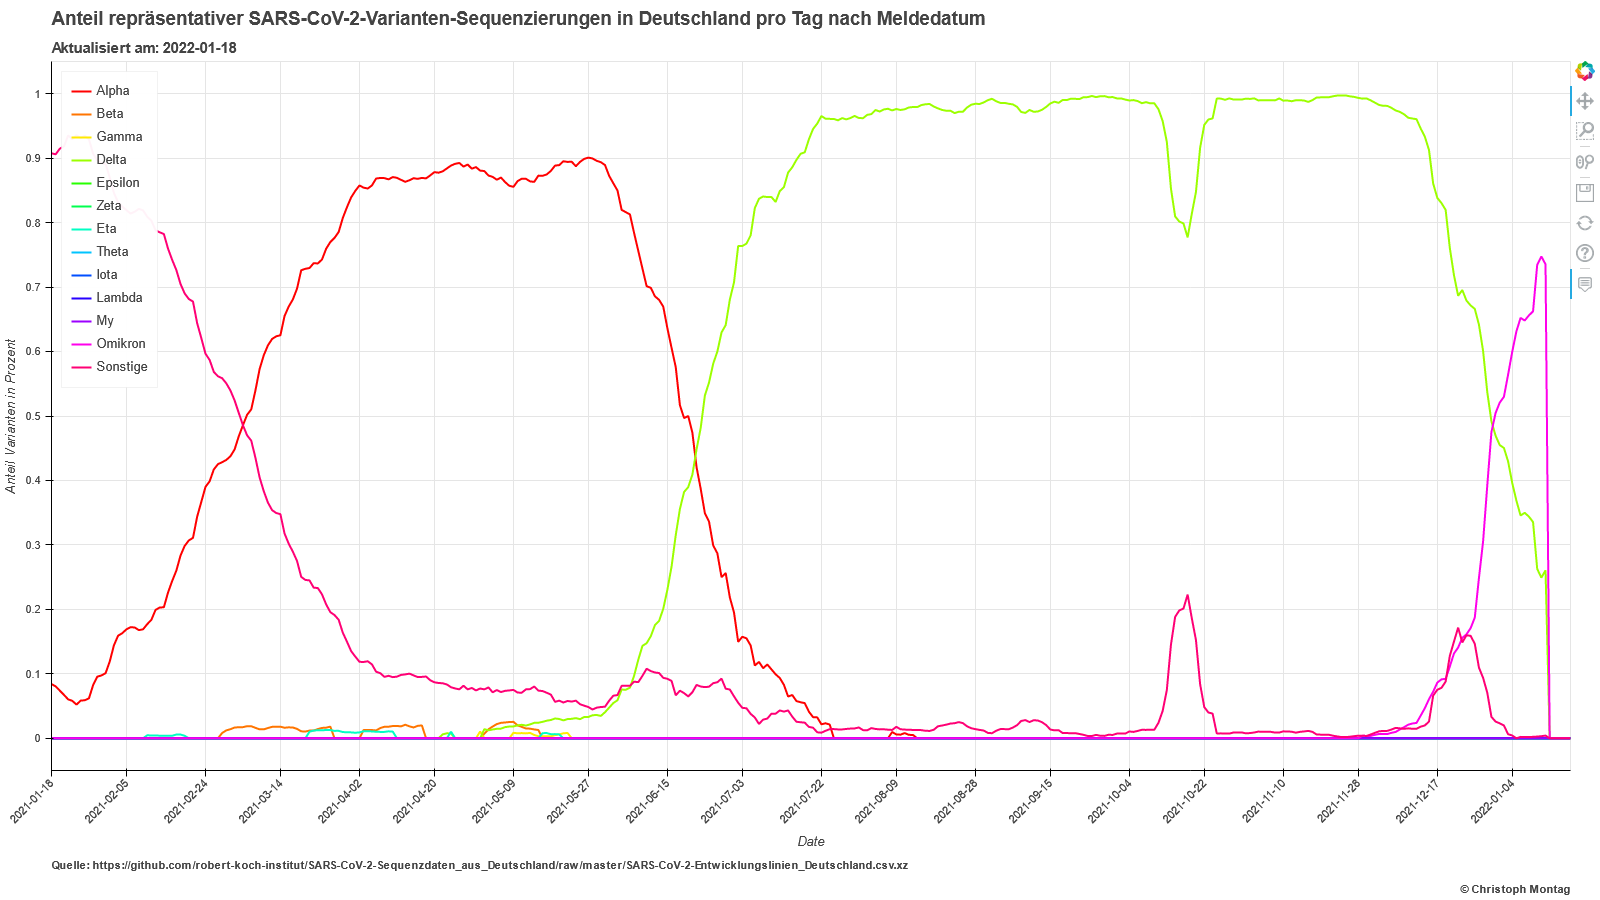 Anteil repräsentativer SARS-CoV-2-Varianten-Sequenzierungen in Deutschland pro Tag nach Meldedatum
Aktualisiert am: 2022-01-18
Alpha
Beta
Gamma
Delta
Epsilon
Zeta
Eta
Theta
Iota
Lambda
My
Omikron
Sonstige
1
0.9
0.8
0.7
0.6
0.5
0.4
0.3
0.2
0.1
0
Anteil Varianten in Prozent
2021-01-18
2021-02-05
2021-02-24
2021-03-14
2021-04-02
2021-04-20
2021-05-09
2021-05-27
2021-06-15
2021-07-03
2021-07-22
2021-08-09
2021-08-28
2021-09-15
2021-10-04
2021-10-22
2021-11-10
2021-11-28
2021-12-17
2022-01-04
Date
Quelle: https://github.com/robert-koch-institut/SARS-CoV-2-Sequenzdaten_aus_Deutschland/raw/master/SARS-CoV-2-Entwicklungslinien_Deutschland.csv.xz
© Christoph Montag